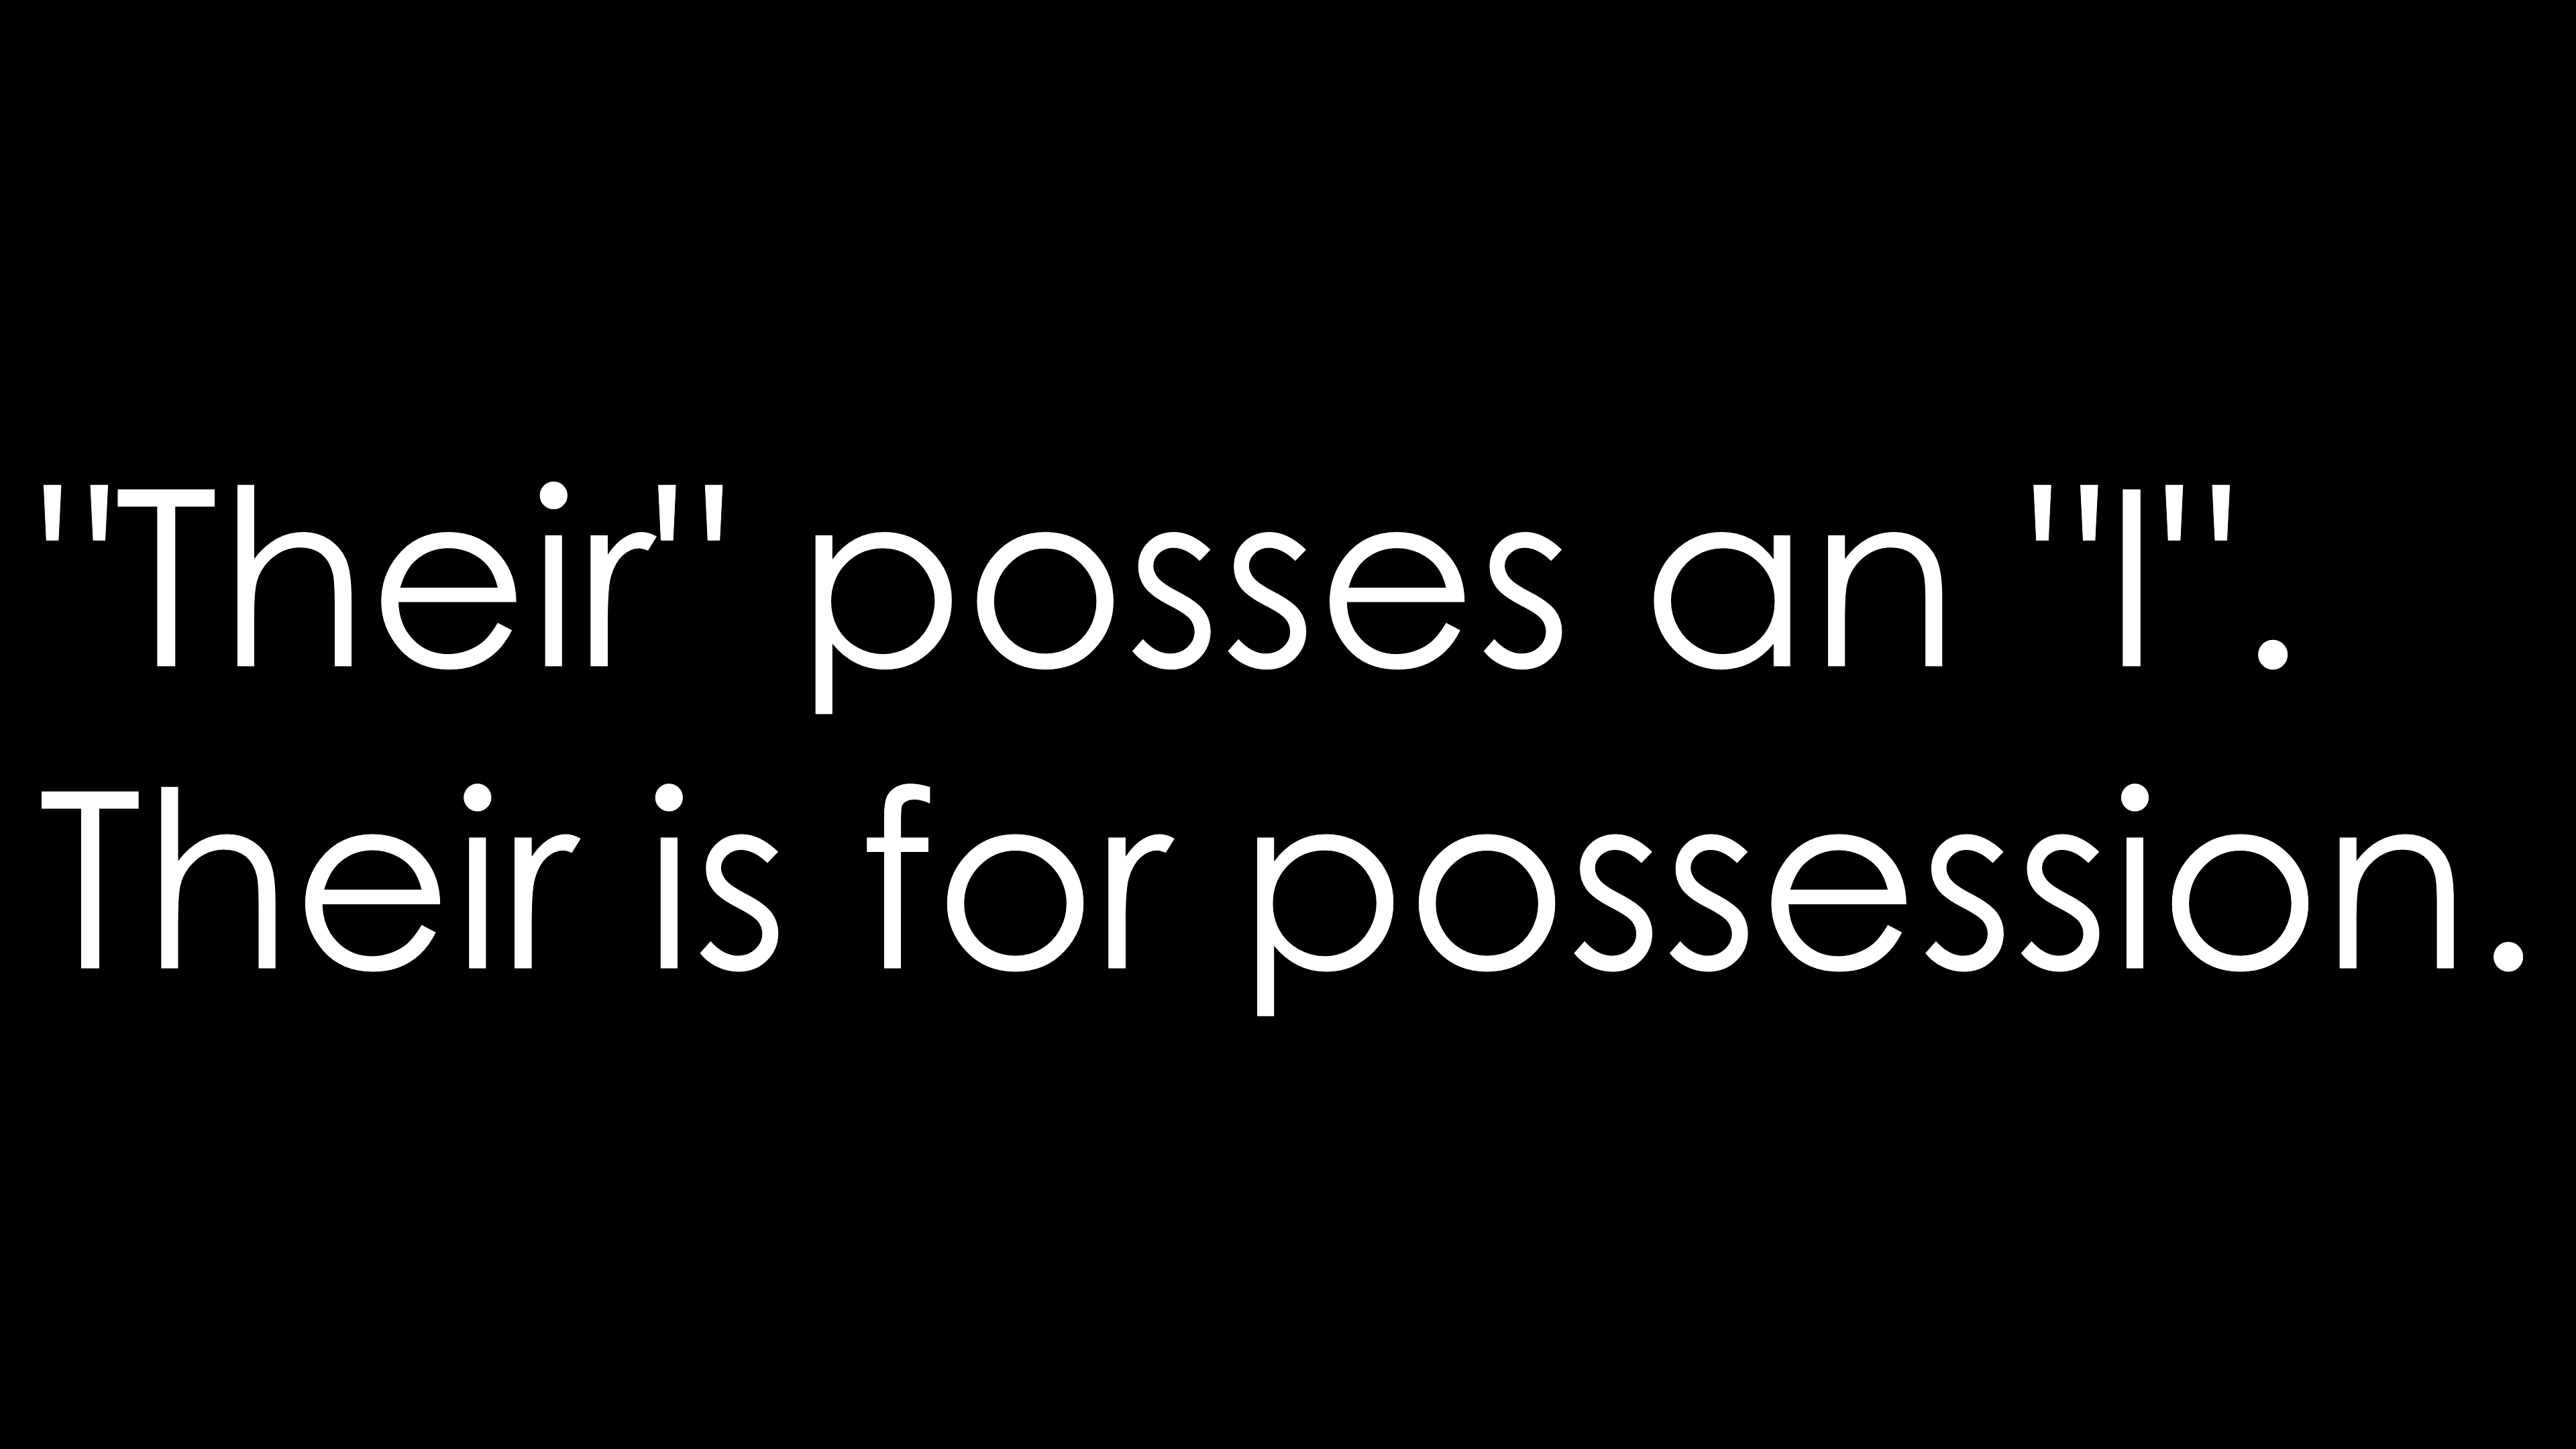 "Their" posses an "I".
Their is for possession.